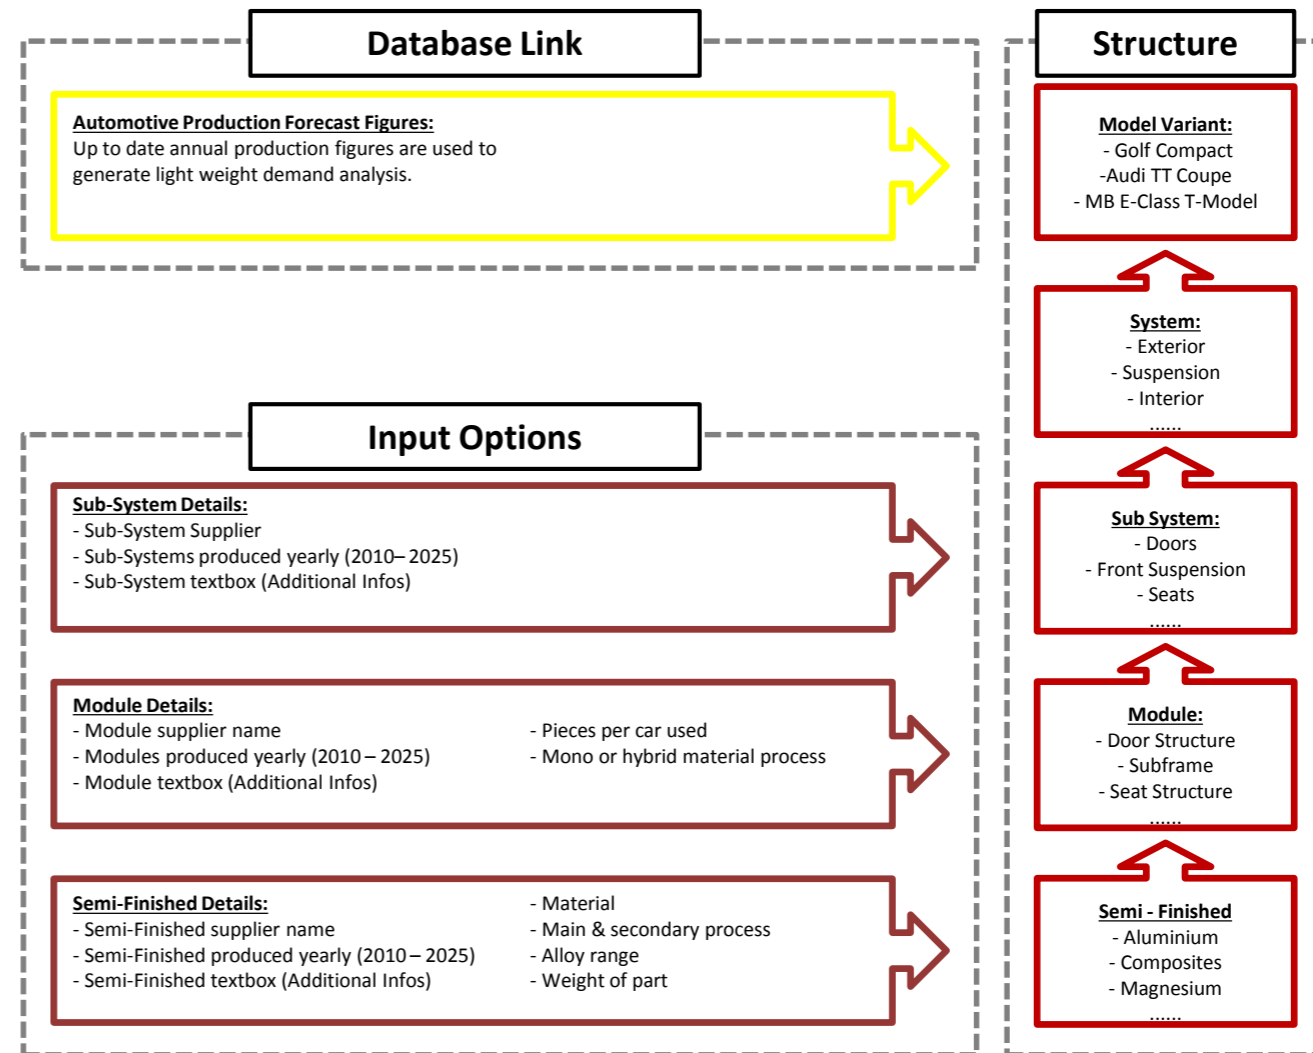 Database Link
Automotive Production Forecast Figures:
Up to date annual production figures are used to
generate light weight demand analysis.
Input Options
Sub-System Details:
- Sub-System Supplier
- Sub-Systems produced yearly (2010– 2025)
- Sub-System textbox (Additional Infos)
Module Details:
- Module supplier name
- Modules produced yearly (2010 – 2025)
- Module textbox (Additional Infos)
- Pieces per car used
- Mono or hybrid material process
Semi-Finished Details:
- Semi-Finished supplier name
- Semi-Finished produced yearly (2010 – 2025)
- Semi-Finished textbox (Additional Infos)
- Material
- Main & secondary process
- Alloy range
- Weight of part
Structure
Model Variant:
- Golf Compact
-Audi TT Coupe
- MB E-Class T-Model
System:
- Exterior
- Suspension
- Interior
......
Sub System:
- Doors
- Front Suspension
- Seats
......
Module:
- Door Structure
- Subframe
- Seat Structure
......
Semi - Finished
- Aluminium
- Composites
- Magnesium
......